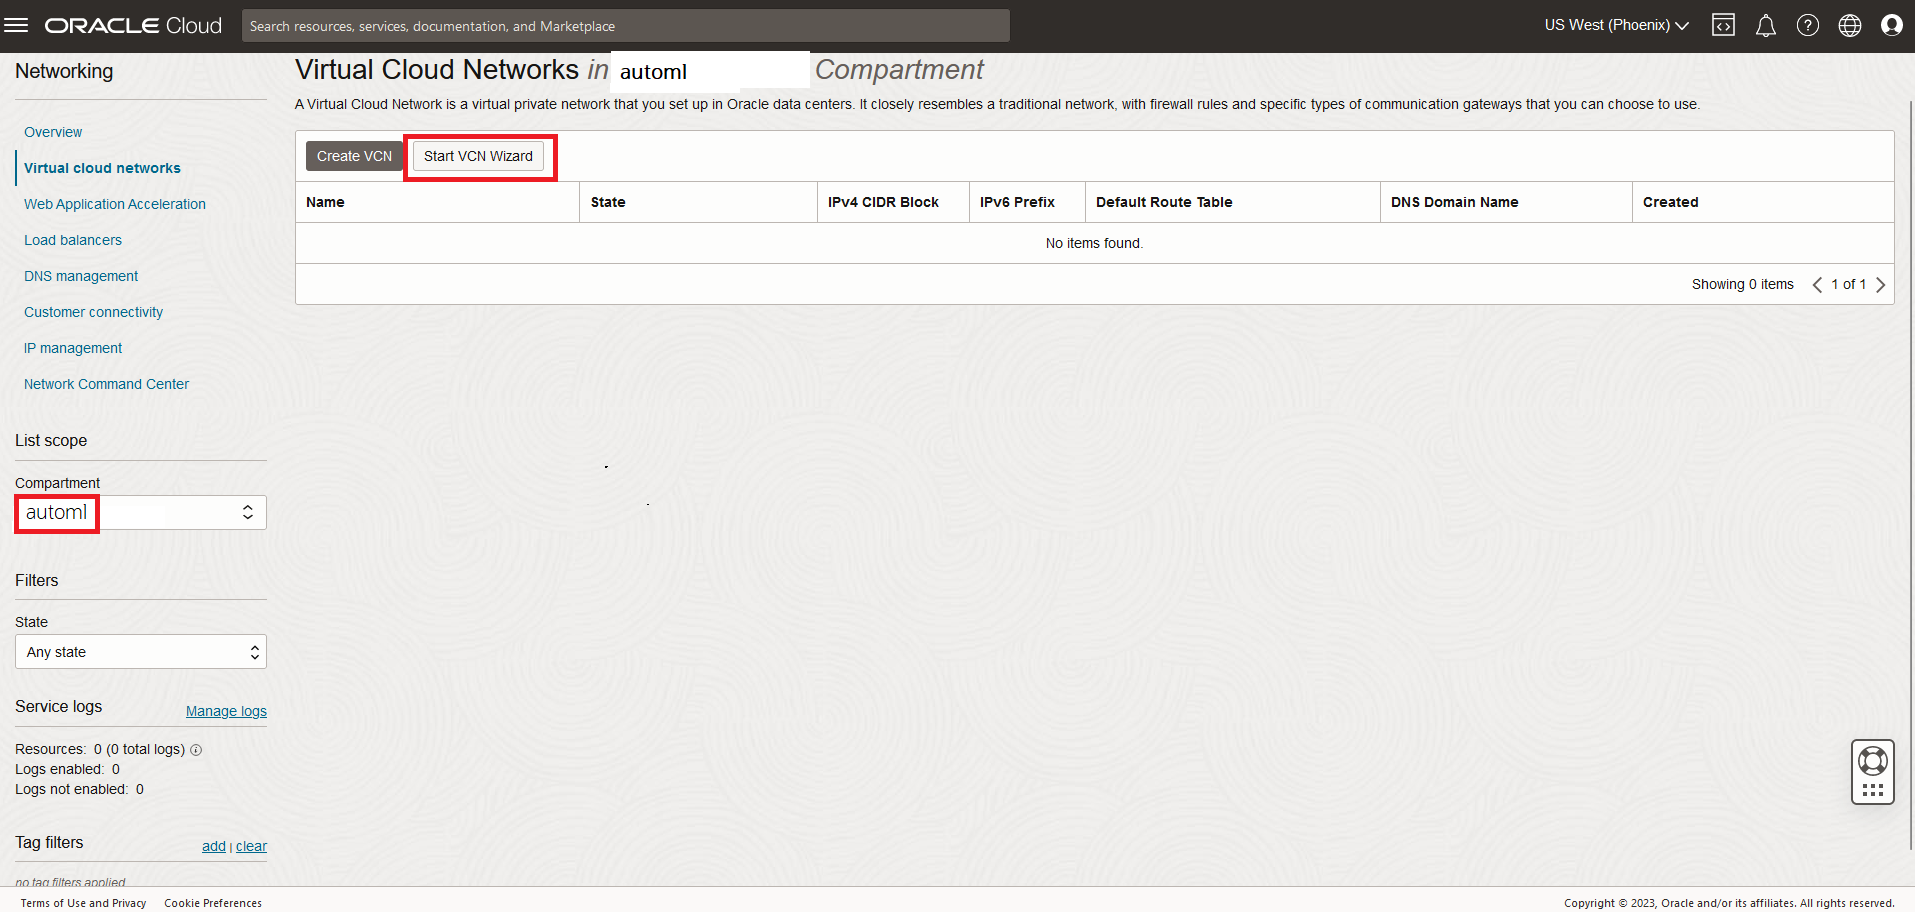 ORACLE Cloud
Search resources, services, documentation, and Marketplace
US West (Phoenix)
Networking
Overview
Virtual cloud networks
Web Application Acceleration
Load balancers
DNS management
Customer connectivity
IP management
Network Command Center
List scope
Compartment
automl
Filters
State
Any state
Service logs
Manage logs
Resources: 0 (0 total logs)
Logs enabled: 0
Logs not enabled: 0
Tag filters
add | clear
no tag filters applied
Virtual Cloud Networks in automl Compartment
A Virtual Cloud Network is a virtual private network that you set up in Oracle data centers. It closely resembles a traditional network, with firewall rules and specific types of communication gateways that you can choose to use.
Create VCN Start VCN Wizard
Name State IPv4 CIDR Block IPv6 Prefix Default Route Table DNS Domain Name Created
No items found.
Showing 0 items 1 of 1
Terms of Use and Privacy Cookie Preferences
Copyright © 2023, Oracle and/or its affiliates. All rights reserved.